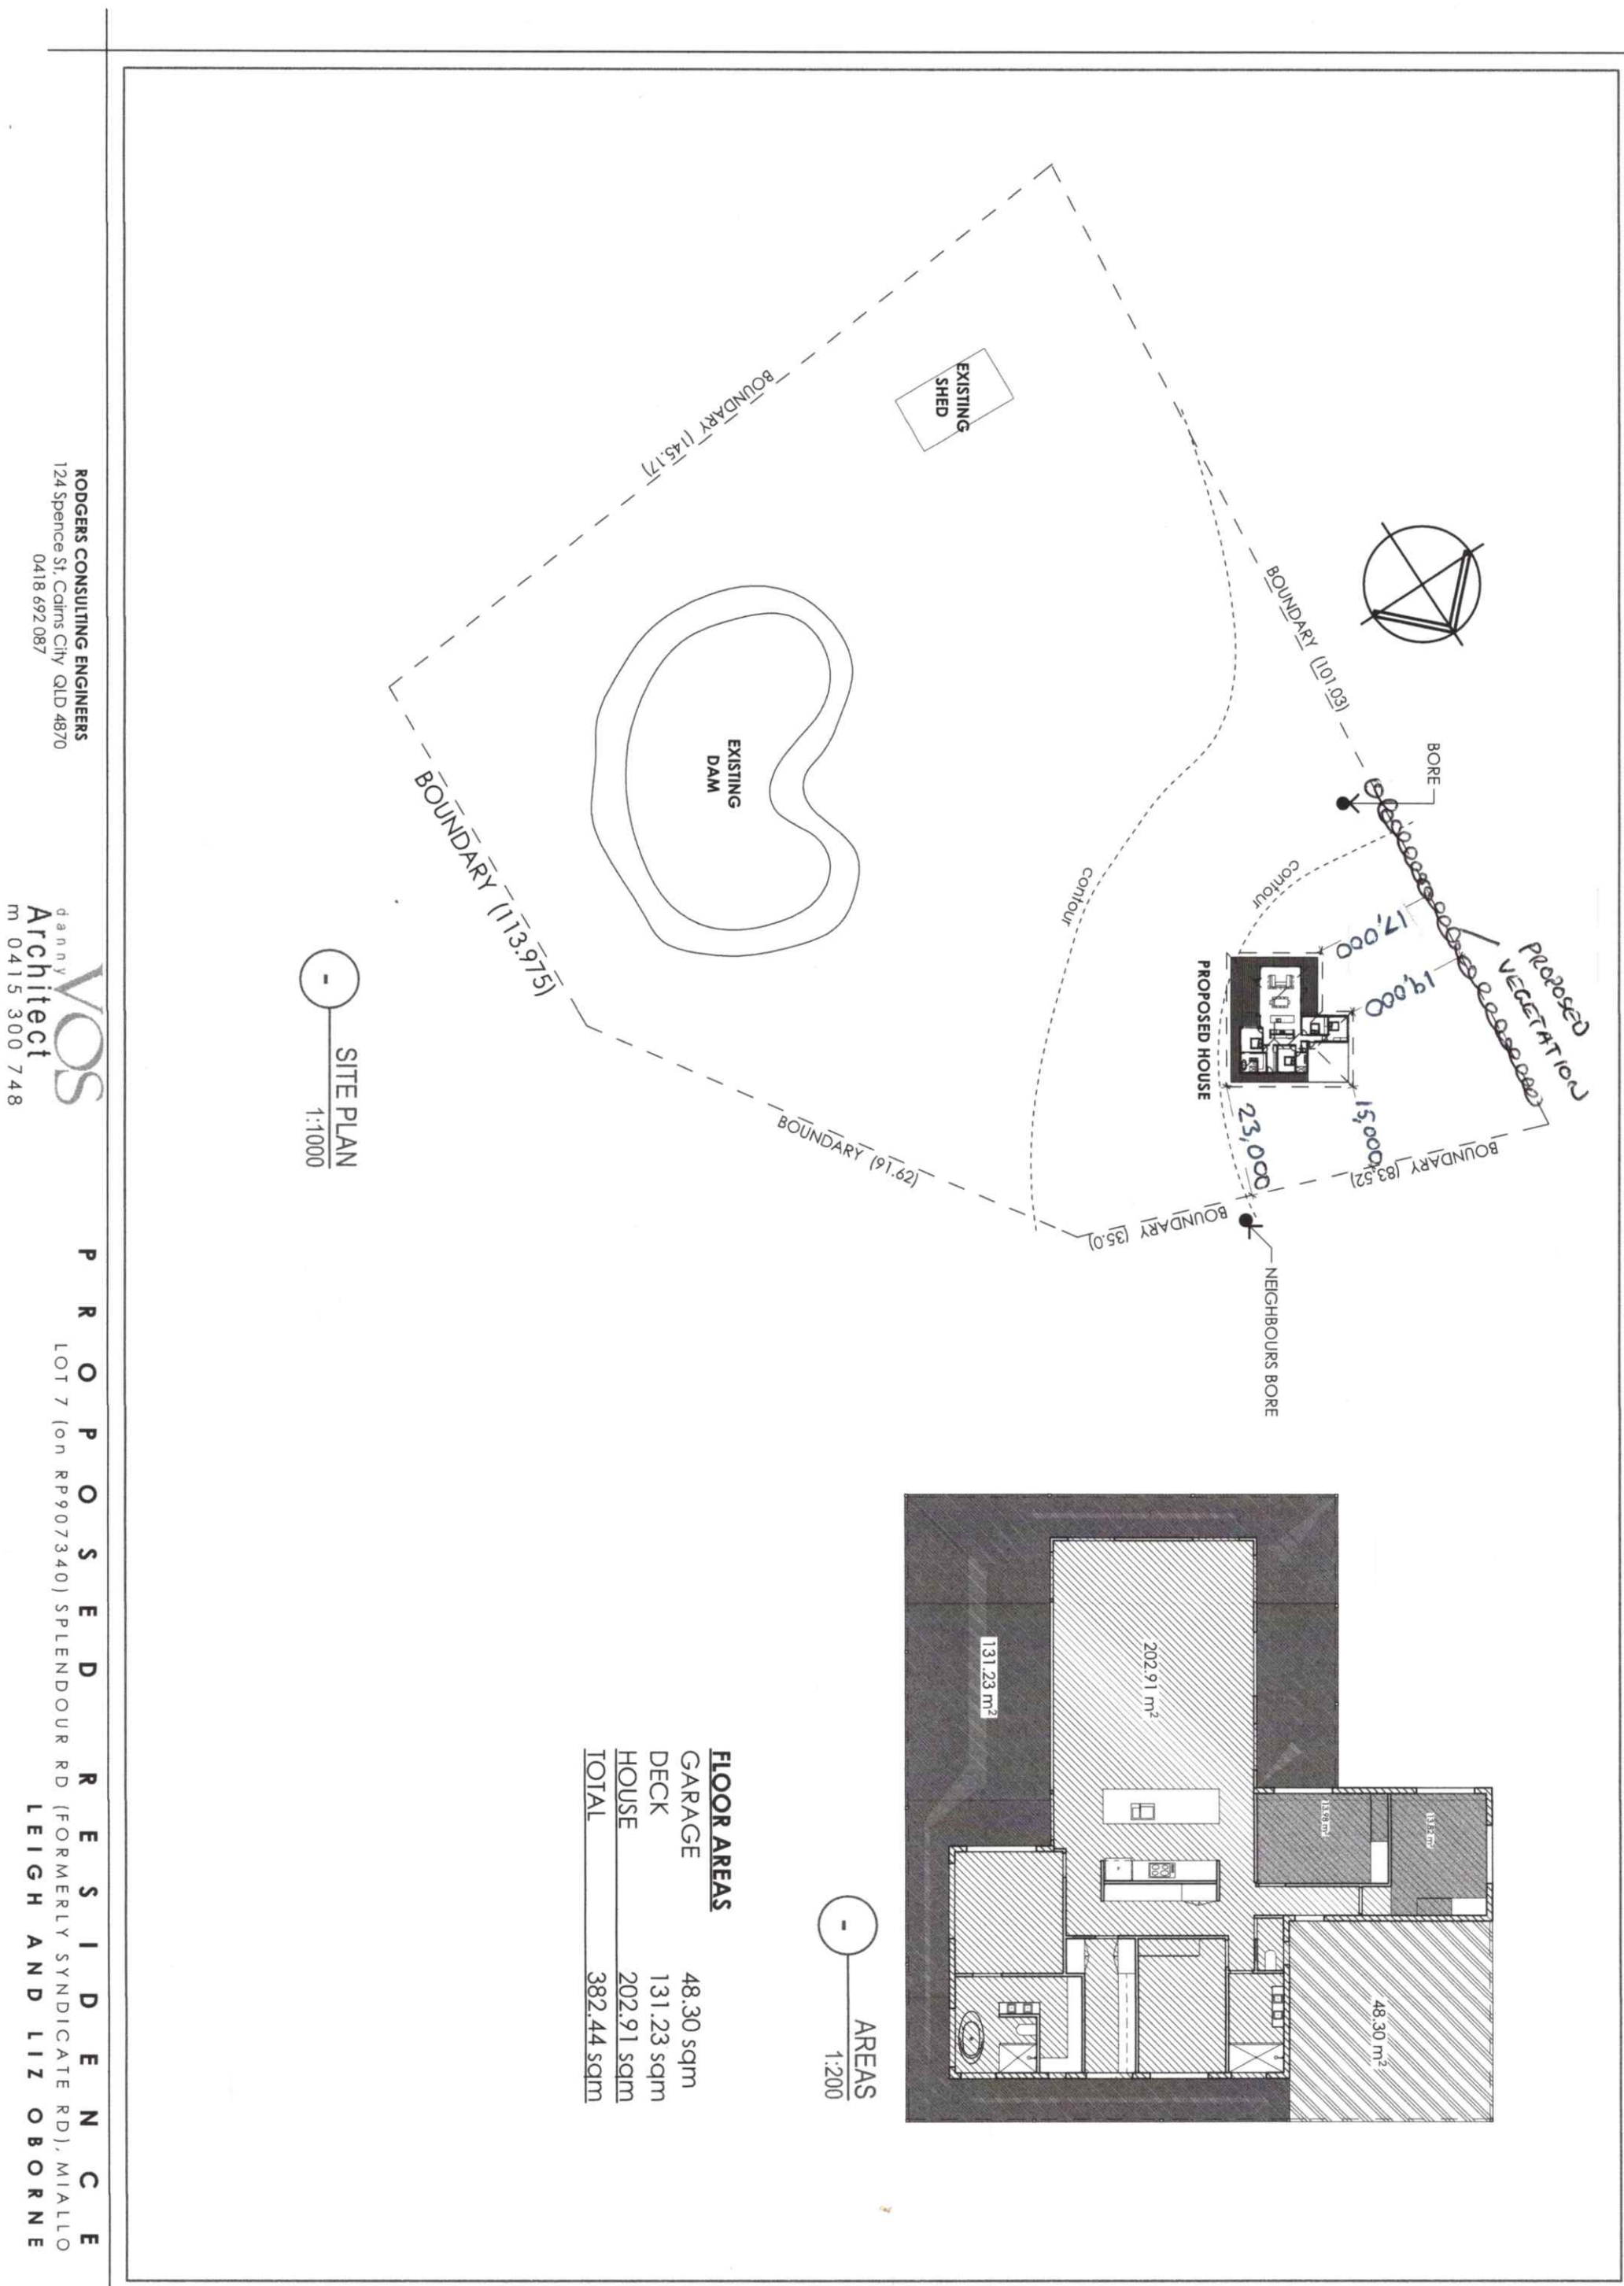 PROPOSED
VEGETATION
BORE
BOUNDARY (101.03)
17,000
19,000
15,000
23,000
BOUNDARY (83.52)
contour
PROPOSED HOUSE
NEIGHBOURS BORE
BOUNDARY (35.0)
contour
EXISTING
SHED
BOUNDARY (145.17)
EXISTING
DAM
BOUNDARY (91.62)
BOUNDARY (113.975)
-
SITE PLAN
1:1000
48.30 m²
202.91 m²
131.23 m²
-
AREAS
1:200
FLOOR AREAS
GARAGE 48.30 sqm
DECK 131.23 sqm
HOUSE 202.91 sqm
TOTAL 382.44 sqm
RODGERS CONSULTING ENGINEERS
124 Spence St, Cairns City QLD 4870
0418 692 087
danny VOS
Architect
m 0415 300 748
PROPOSED RESIDENCE
LOT 7 (on RP907340) SPLENDOUR RD (FORMERLY SYNDICATE RD), MIALLO
LEIGH AND LIZ OBORNE